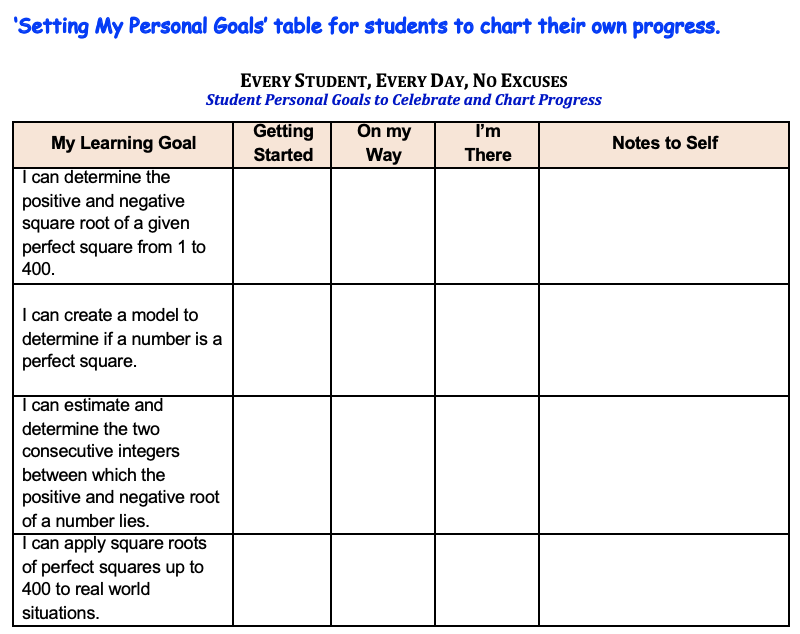 ‘Setting My Personal Goals’ table for students to chart their own progress.
EVERY STUDENT, EVERY DAY, NO EXCUSES
Student Personal Goals to Celebrate and Chart Progress
My Learning Goal
Getting
Started
On my
Way
I’m
There
Notes to Self
I can determine the
positive and negative
square root of a given
perfect square from 1 to
400.
I can create a model to
determine if a number is a
perfect square.
I can estimate and
determine the two
consecutive integers
between which the
positive and negative root
of a number lies.
I can apply square roots
of perfect squares up to
400 to real world
situations.